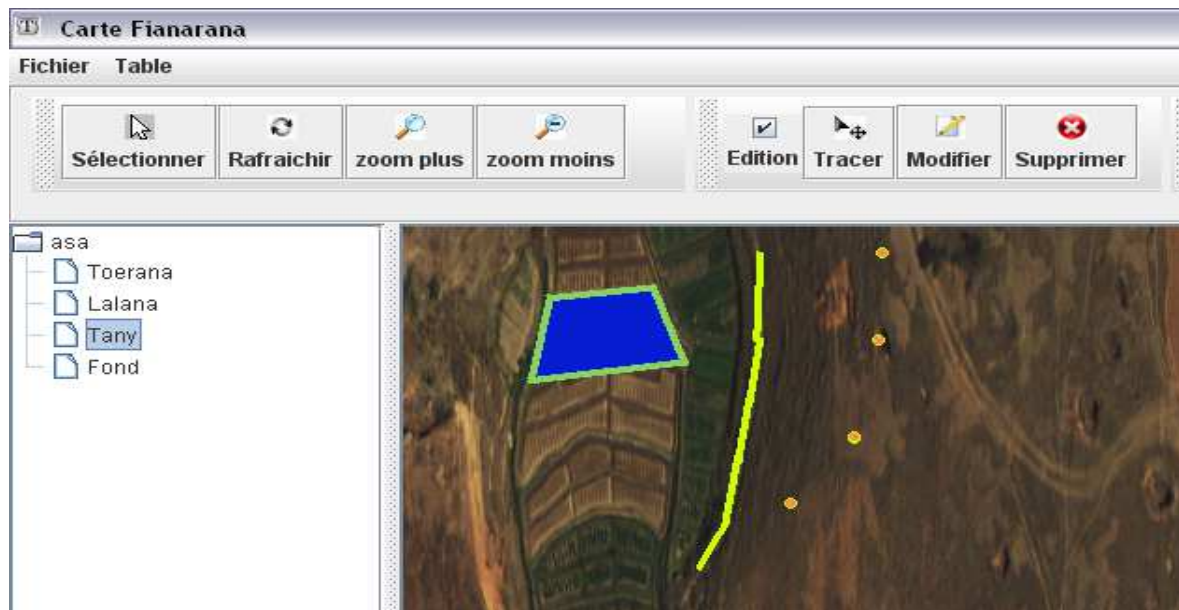 Carte Fianarana
Fichier Table
Sélectionner Rafraichir zoom plus zoom moins Edition Tracer Modifier Supprimer
asa
Toerana
Lalana
Tany
Fond